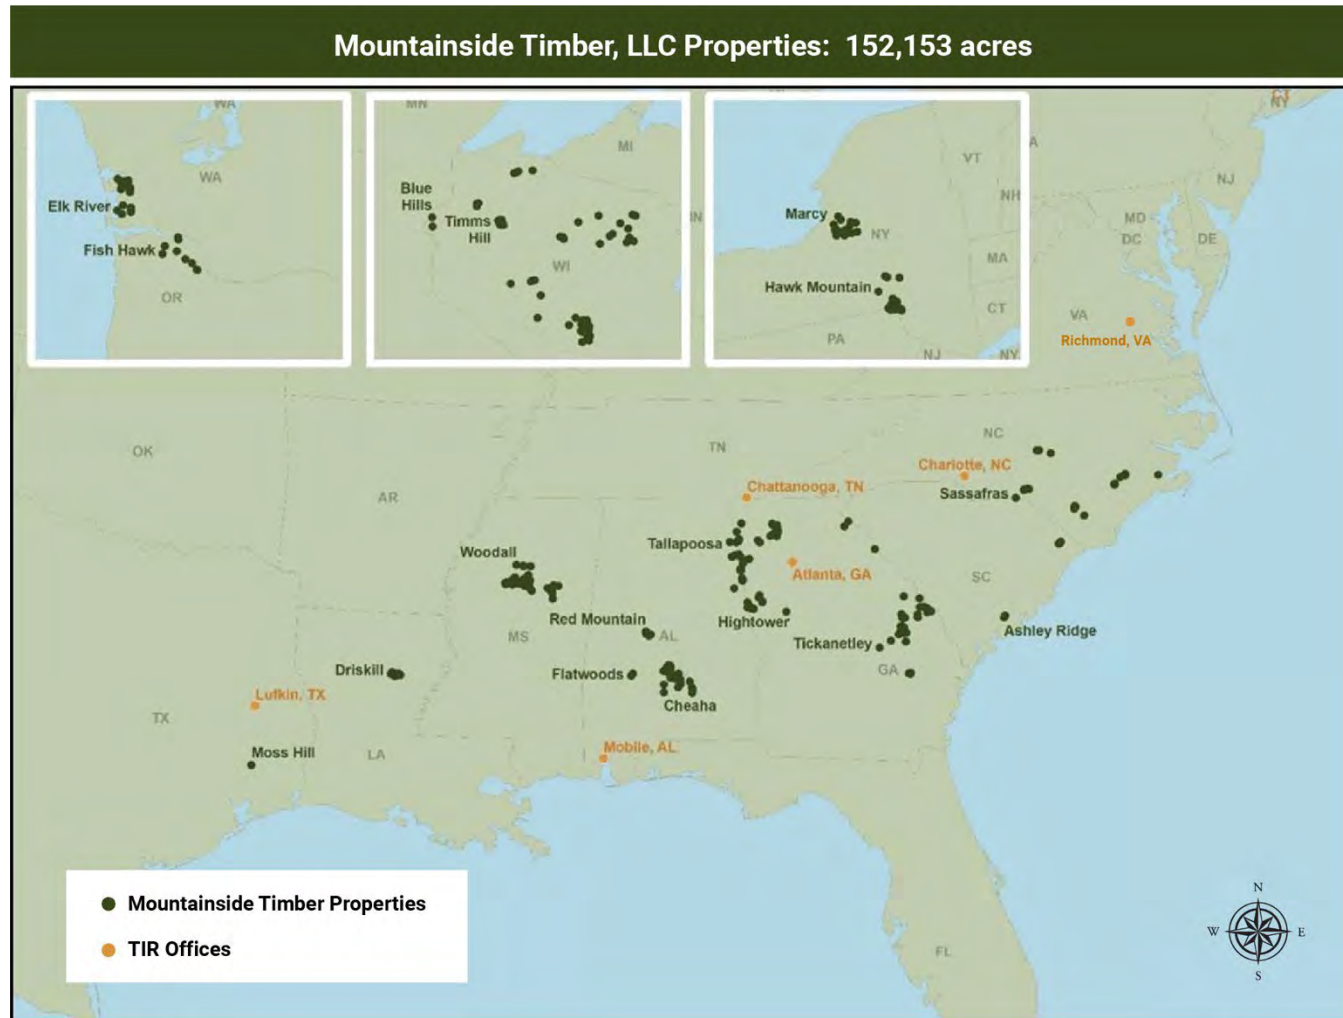 Mountainside Timber, LLC Properties: 152,153 acres
WA
WA
Elk River
Fish Hawk
OR
MN
MI
Blue
Hills
Timms
Hill
WI
IN
VT
NH
Marcy
NY
MA
Hawk Mountain
CT
PA
NJ
NY
CT
NY
A
NJ
MD
DC
DE
VA
Richmond, VA
OK
TN
NC
AR
Charlotte, NC
Chattanooga, TN
Sassafras
Woodall
Tallapoosa
Atlanta, GA
SC
Red Mountain
Hightower
Ashley Ridge
MS
AL
Tickanetley
GA
Driskill
Flatwoods
Lufkin, TX
Cheaha
TX
Moss Hill
LA
Mobile, AL
FL
Mountainside Timber Properties
TIR Offices
N
W
E
S